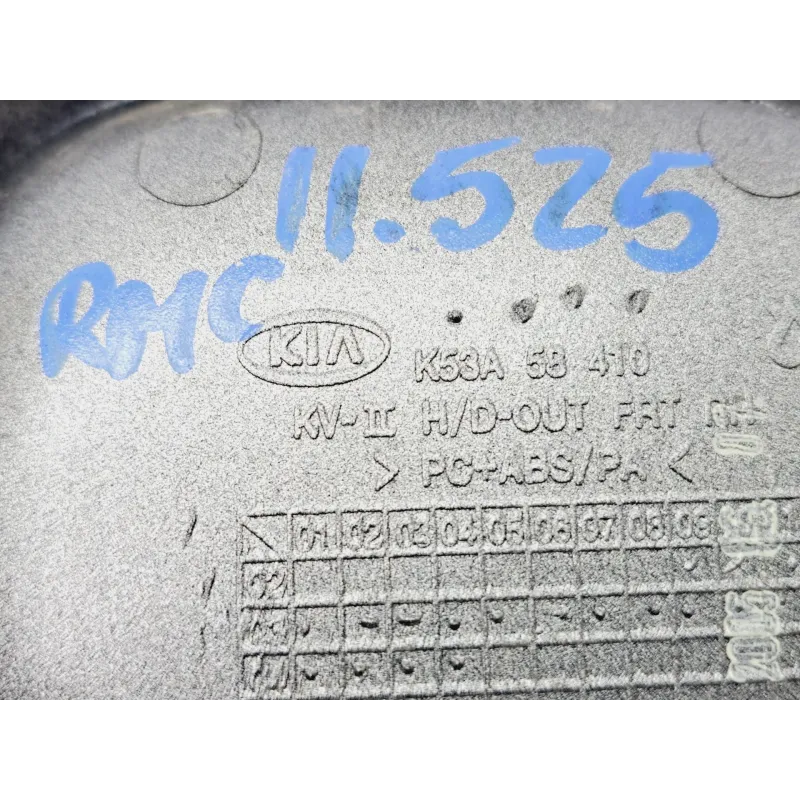 11.525
RMC
KIA
K53A 58 410
KV-II H/D-OUT FRT RH
> PC+ABS/PA <
01 02 03 04 05 06 07 08 09
02